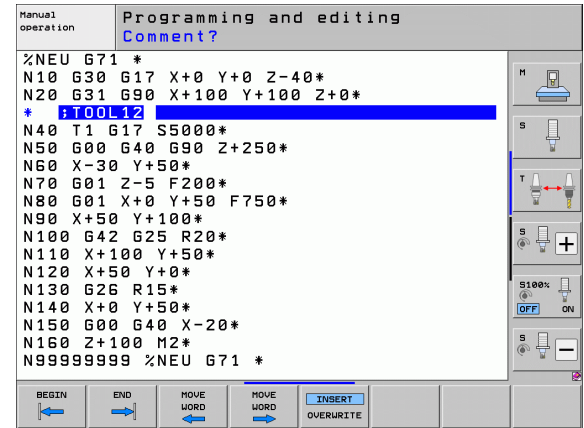 Manual
operation
Programming and editing
Comment?
%NEU G71 *
N10 G30 G17 X+0 Y+0 Z-40*
N20 G31 G90 X+100 Y+100 Z+0*
* ;TOOL12
N40 T1 G17 S5000*
N50 G00 G40 G90 Z+250*
N60 X-30 Y+50*
N70 G01 Z-5 F200*
N80 G01 X+0 Y+50 F750*
N90 X+50 Y+100*
N100 G42 G25 R20*
N110 X+100 Y+50*
N120 X+50 Y+0*
N130 G26 R15*
N140 X+0 Y+50*
N150 G00 G40 X-20*
N160 Z+100 M2*
N99999999 %NEU G71 *
M
S
T
S
S100%
OFF ON
S
BEGIN
END
MOVE
WORD
MOVE
WORD
INSERT
OVERWRITE